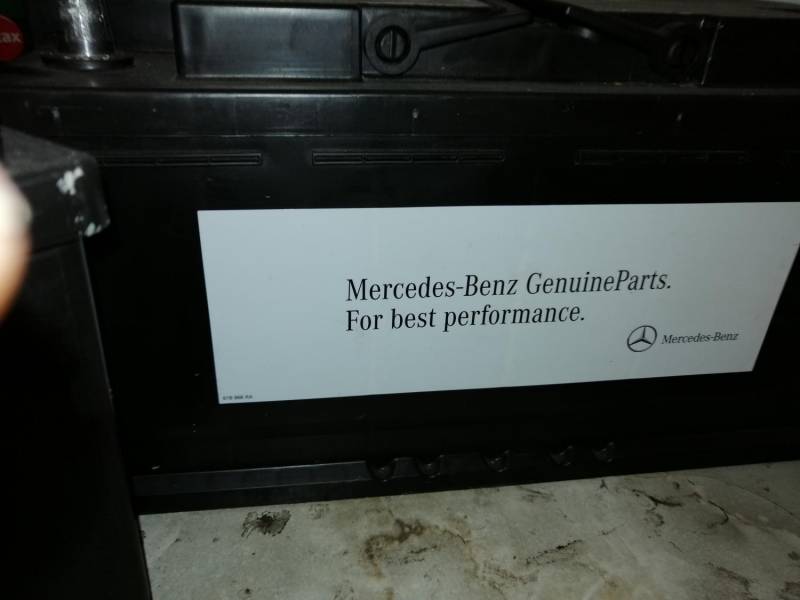 Mercedes-Benz GenuineParts.
For best performance.
Mercedes-Benz